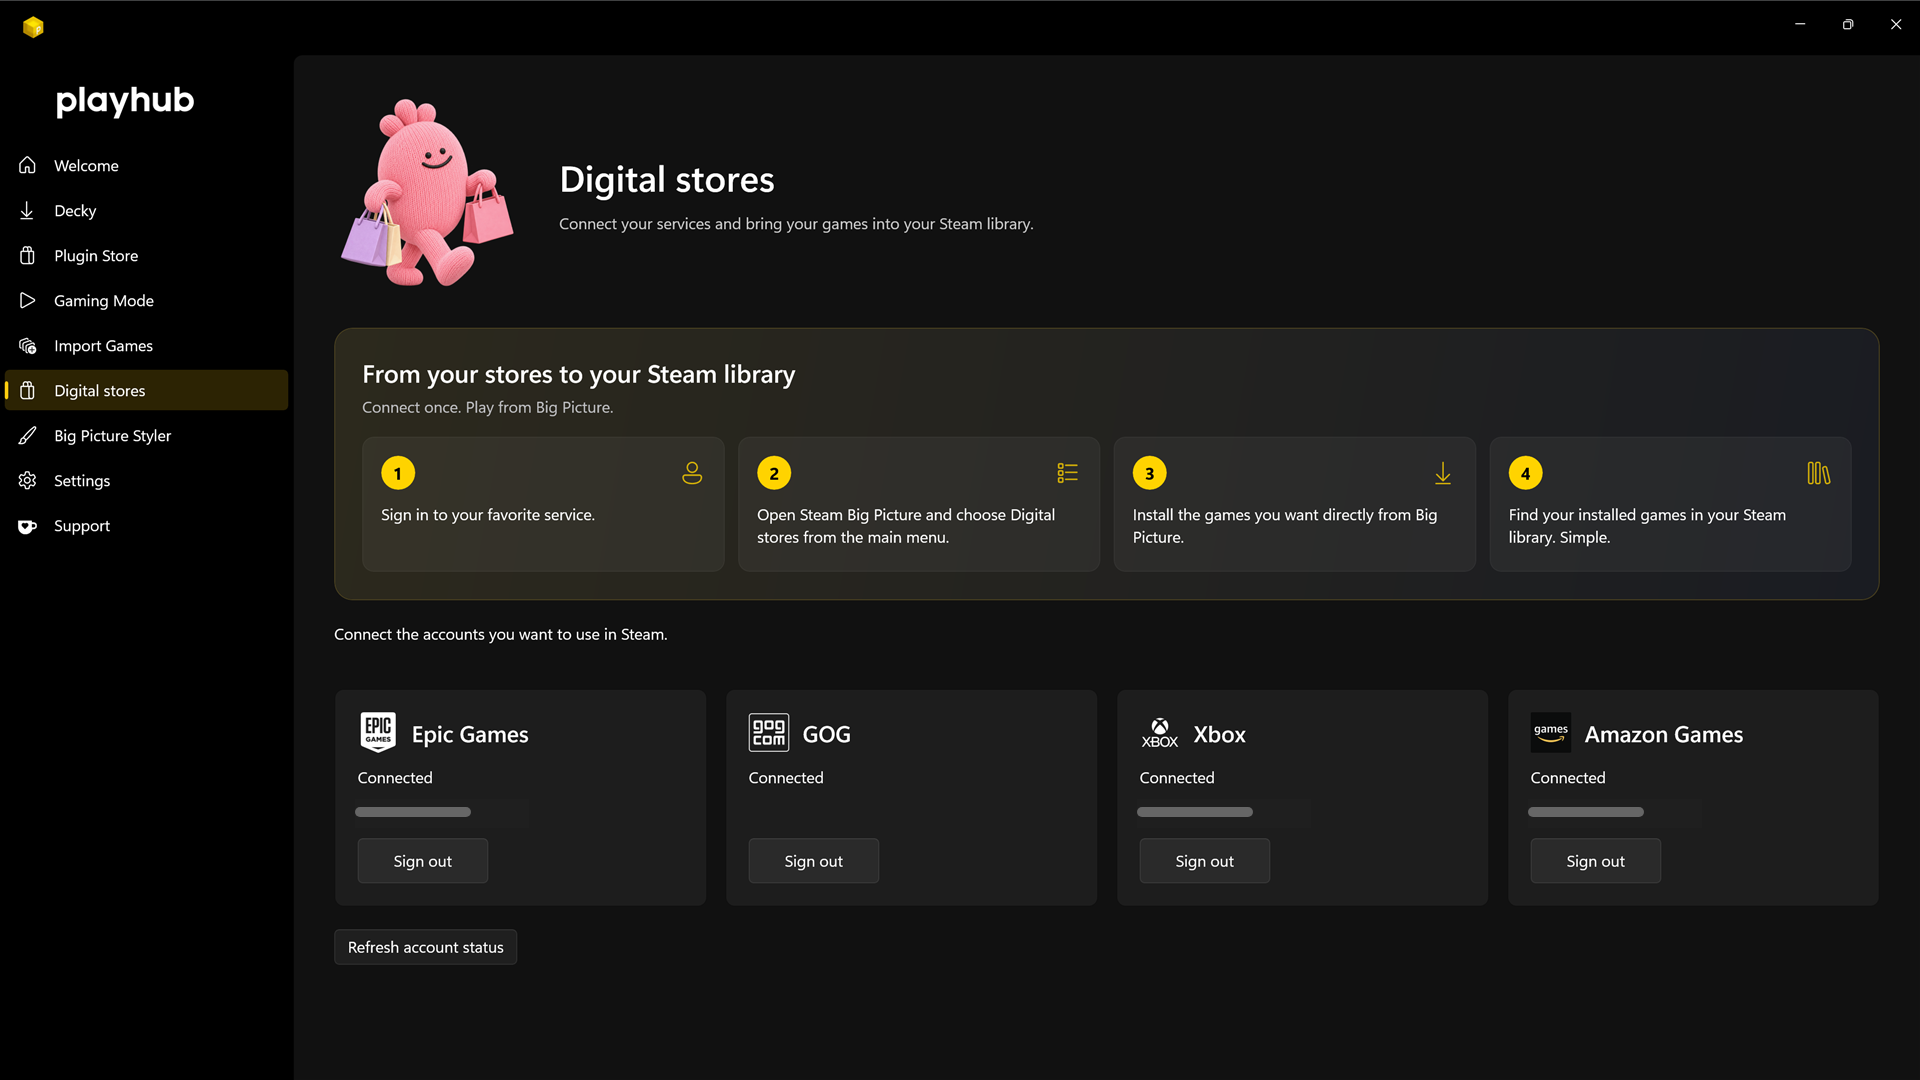 playhub
Welcome
Decky
Plugin Store
Gaming Mode
Import Games
Digital stores
Big Picture Styler
Settings
Support
Digital stores
Connect your services and bring your games into your Steam library.
From your stores to your Steam library
Connect once. Play from Big Picture.
1
Sign in to your favorite service.
2
Open Steam Big Picture and choose Digital
stores from the main menu.
3
Install the games you want directly from Big
Picture.
4
Find your installed games in your Steam
library. Simple.
Connect the accounts you want to use in Steam.
EPIC
GAMES
Epic Games
Connected
Sign out
gog
com
GOG
Connected
Sign out
XBOX
Xbox
Connected
Sign out
games
Amazon Games
Connected
Sign out
Refresh account status